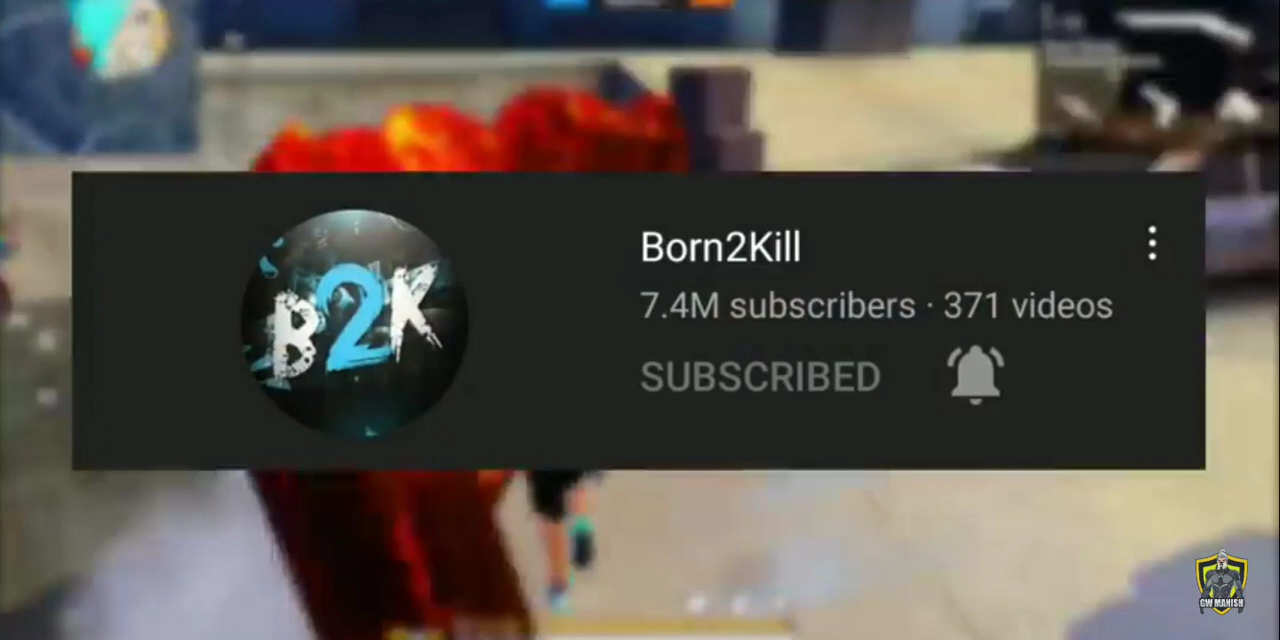 B2K
Born2Kill
7.4M subscribers · 371 videos
SUBSCRIBED
GW MANISH